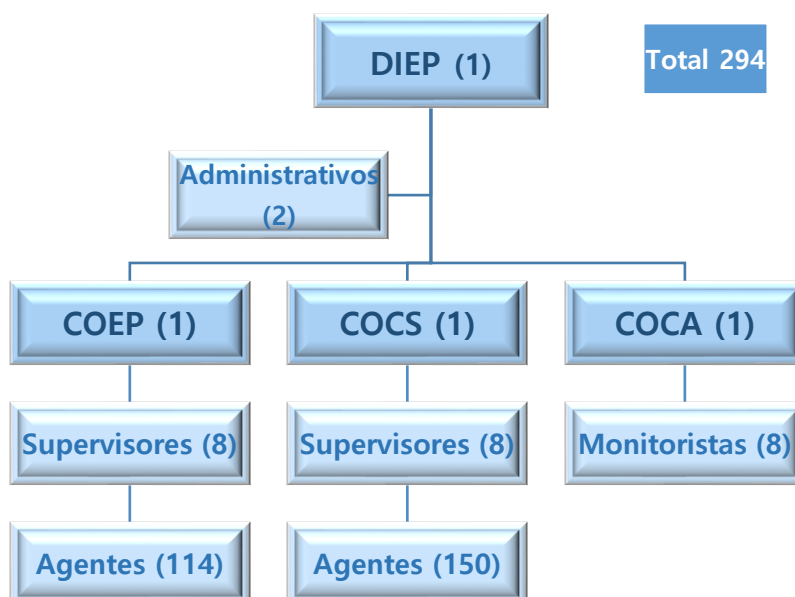 DIEP (1)
Total 294
Administrativos
(2)
COEP (1)
COCS (1)
COCA (1)
Supervisores (8)
Supervisores (8)
Monitoristas (8)
Agentes (114)
Agentes (150)